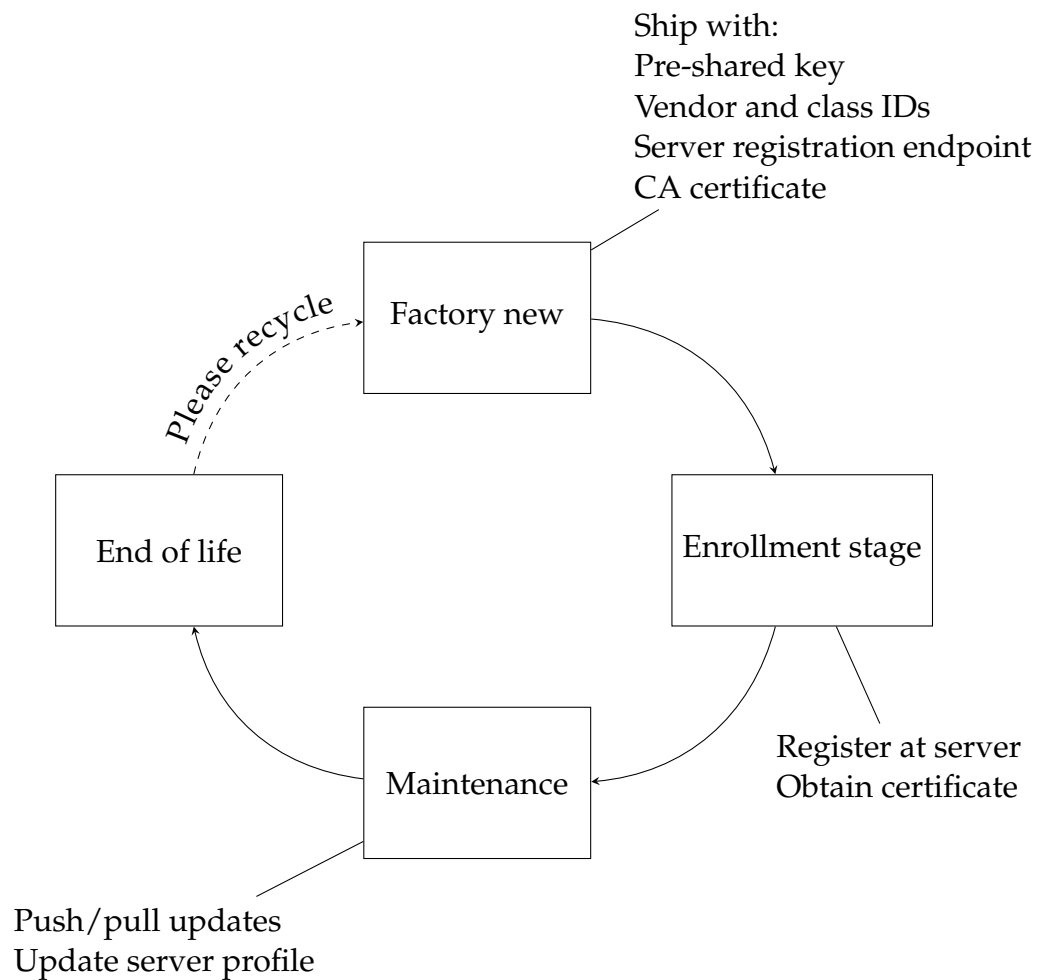 Ship with:
Pre-shared key
Vendor and class IDs
Server registration endpoint
CA certificate
Factory new
Please recycle
End of life
Enrollment stage
Maintenance
Register at server
Obtain certificate
Push/pull updates
Update server profile